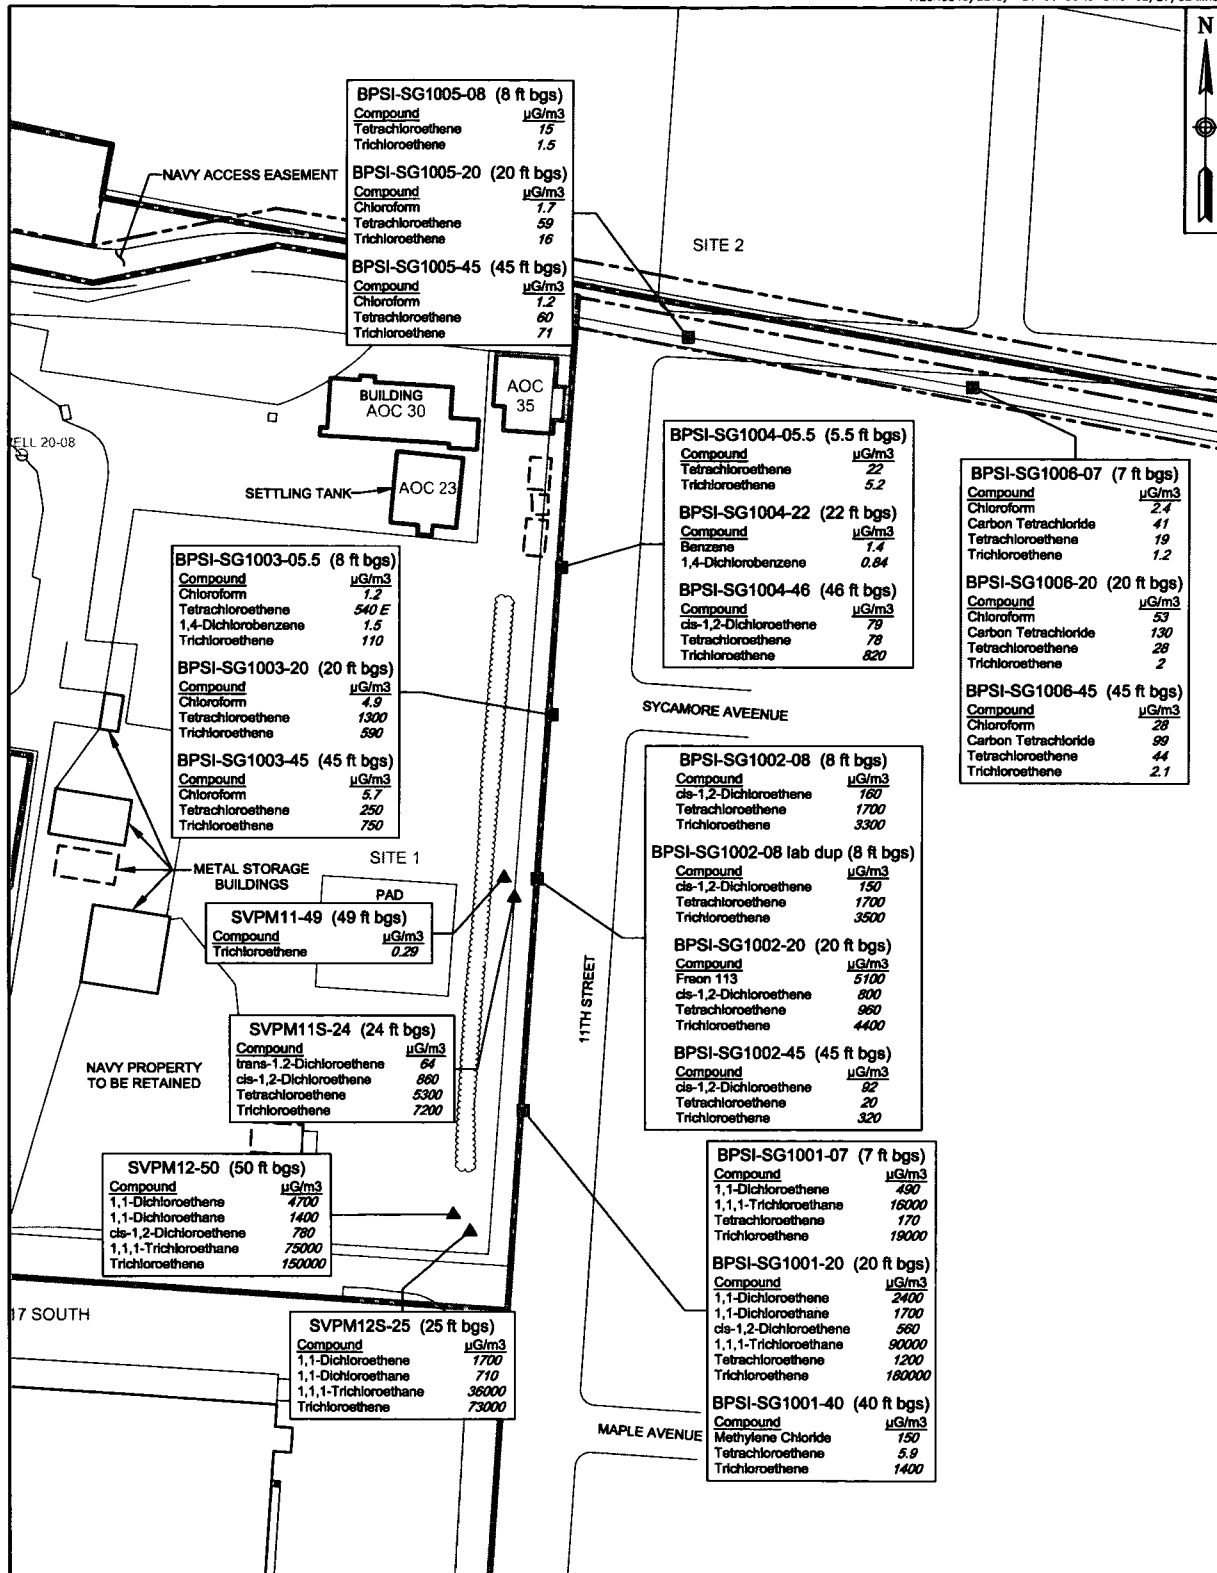 N
BPSI-SG1005-08 (8 ft bgs)
Compound µG/m3
Tetrachloroethene 15
Trichloroethene 1.5
BPSI-SG1005-20 (20 ft bgs)
Compound µG/m3
Chloroform 1.7
Tetrachloroethene 59
Trichloroethene 16
BPSI-SG1005-45 (45 ft bgs)
Compound µG/m3
Chloroform 1.2
Tetrachloroethene 60
Trichloroethene 71
NAVY ACCESS EASEMENT
SITE 2
BUILDING
AOC 30
AOC
35
ELL 20-08
SETTLING TANK
AOC 23
BPSI-SG1004-05.5 (5.5 ft bgs)
Compound µG/m3
Tetrachloroethene 22
Trichloroethene 5.2
BPSI-SG1004-22 (22 ft bgs)
Compound µG/m3
Benzene 1.4
1,4-Dichlorobenzene 0.84
BPSI-SG1004-46 (46 ft bgs)
Compound µG/m3
cis-1,2-Dichloroethene 79
Tetrachloroethene 78
Trichloroethene 820
BPSI-SG1006-07 (7 ft bgs)
Compound µG/m3
Chloroform 2.4
Carbon Tetrachloride 41
Tetrachloroethene 19
Trichloroethene 1.2
BPSI-SG1006-20 (20 ft bgs)
Compound µG/m3
Chloroform 53
Carbon Tetrachloride 130
Tetrachloroethene 28
Trichloroethene 2
BPSI-SG1006-45 (45 ft bgs)
Compound µG/m3
Chloroform 28
Carbon Tetrachloride 99
Tetrachloroethene 44
Trichloroethene 2.1
BPSI-SG1003-05.5 (8 ft bgs)
Compound µG/m3
Chloroform 1.2
Tetrachloroethene 540 E
1,4-Dichlorobenzene 1.5
Trichloroethene 110
BPSI-SG1003-20 (20 ft bgs)
Compound µG/m3
Chloroform 4.9
Tetrachloroethene 1300
Trichloroethene 590
BPSI-SG1003-45 (45 ft bgs)
Compound µG/m3
Chloroform 5.7
Tetrachloroethene 250
Trichloroethene 750
SYCAMORE AVEENUE
BPSI-SG1002-08 (8 ft bgs)
Compound µG/m3
cis-1,2-Dichloroethene 160
Tetrachloroethene 1700
Trichloroethene 3300
BPSI-SG1002-08 lab dup (8 ft bgs)
Compound µG/m3
cis-1,2-Dichloroethene 150
Tetrachloroethene 1700
Trichloroethene 3500
BPSI-SG1002-20 (20 ft bgs)
Compound µG/m3
Freon 113 5100
cis-1,2-Dichloroethene 800
Tetrachloroethene 960
Trichloroethene 4400
BPSI-SG1002-45 (45 ft bgs)
Compound µG/m3
cis-1,2-Dichloroethene 92
Tetrachloroethene 20
Trichloroethene 320
METAL STORAGE
BUILDINGS
SITE 1
PAD
SVPM11-49 (49 ft bgs)
Compound µG/m3
Trichloroethene 0.29
11TH STREET
SVPM11S-24 (24 ft bgs)
Compound µG/m3
trans-1,2-Dichloroethene 64
cis-1,2-Dichloroethene 860
Tetrachloroethene 5300
Trichloroethene 7200
NAVY PROPERTY
TO BE RETAINED
SVPM12-50 (50 ft bgs)
Compound µG/m3
1,1-Dichloroethene 4700
1,1-Dichloroethane 1400
cis-1,2-Dichloroethene 780
1,1,1-Trichloroethane 75000
Trichloroethene 150000
BPSI-SG1001-07 (7 ft bgs)
Compound µG/m3
1,1-Dichloroethene 490
1,1,1-Trichloroethane 16000
Tetrachloroethene 170
Trichloroethene 19000
BPSI-SG1001-20 (20 ft bgs)
Compound µG/m3
1,1-Dichloroethene 2400
1,1-Dichloroethane 1700
cis-1,2-Dichloroethene 560
1,1,1-Trichloroethane 90000
Tetrachloroethene 1200
Trichloroethene 180000
BPSI-SG1001-40 (40 ft bgs)
Compound µG/m3
Methylene Chloride 150
Tetrachloroethene 5.9
Trichloroethene 1400
17 SOUTH
SVPM12S-25 (25 ft bgs)
Compound µG/m3
1,1-Dichloroethene 1700
1,1-Dichloroethane 710
1,1,1-Trichloroethane 36000
Trichloroethene 73000
MAPLE AVENUE